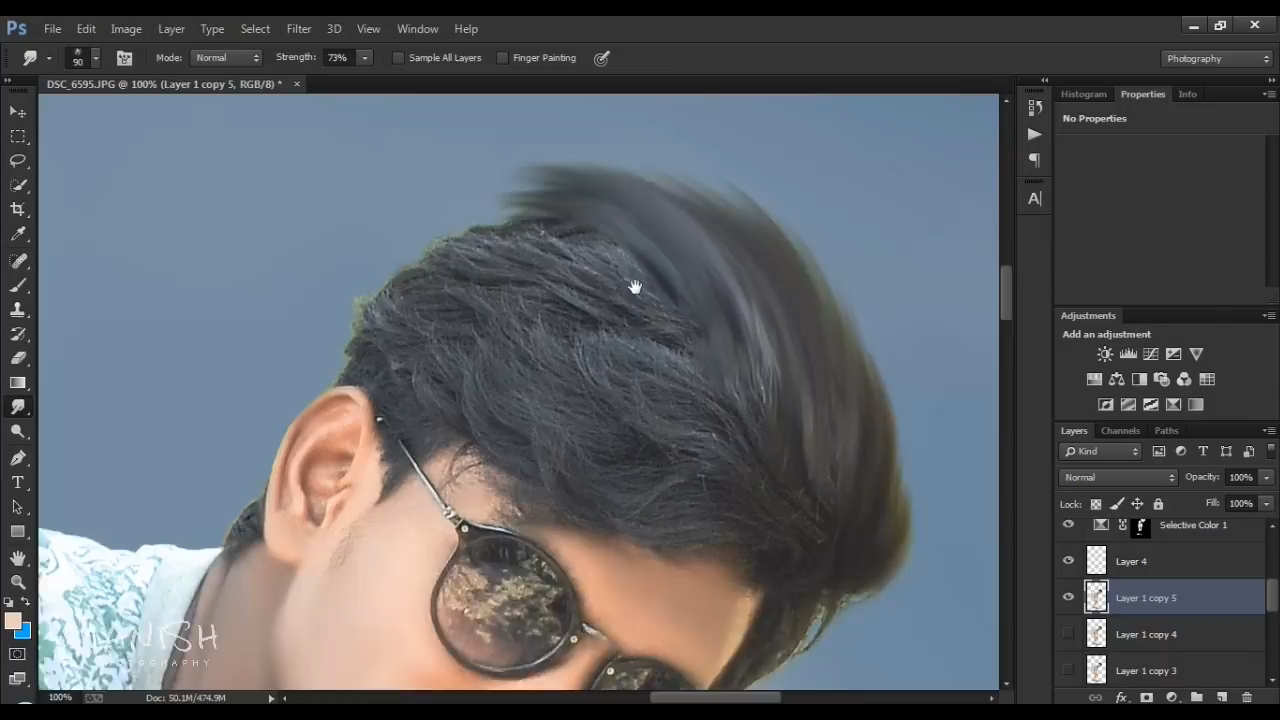 Ps File Edit Image Layer Type Select Filter 3D View Window Help
90 Mode: Normal Strength: 73% Sample All Layers Finger Painting Photography
DSC_6595.JPG @ 100% (Layer 1 copy 5, RGB/8) * ×
Histogram Properties Info
No Properties
Adjustments
Add an adjustment
Layers Channels Paths
Kind
Normal Opacity: 100%
Lock: Fill: 100%
Selective Color 1
Layer 4
Layer 1 copy 5
Layer 1 copy 4
Layer 1 copy 3
MANISH
PHOTOGRAPHY
100% Doc: 50.1M/474.9M